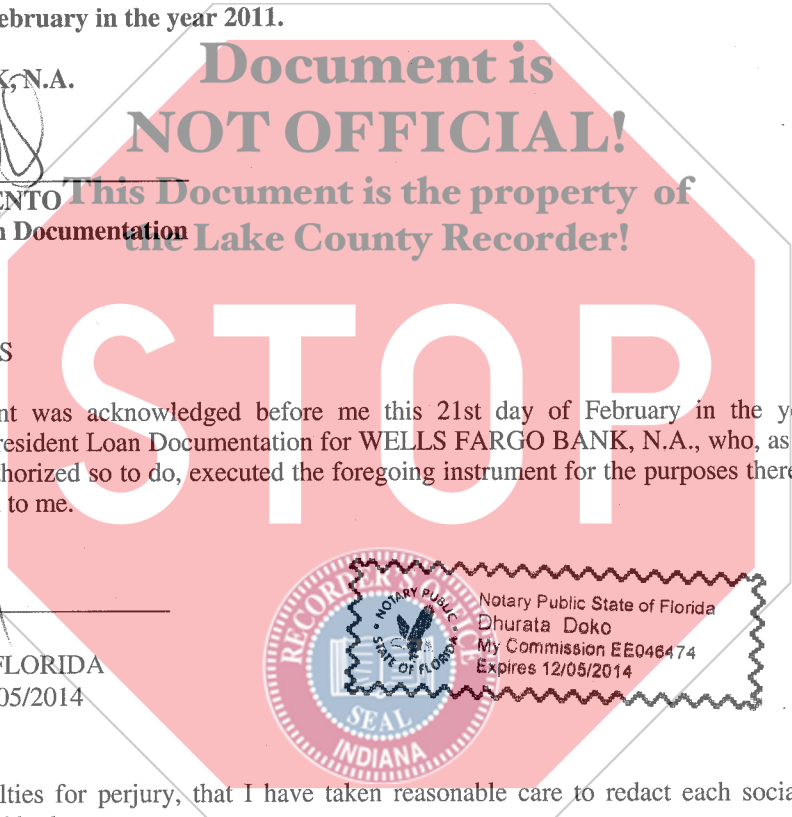 ebruary in the year 2011.
Document is
K, N.A.
NOT OFFICIAL!
This Document is the property of
ENTO
the Lake County Recorder!
n Documentation
STOP
S
nt was acknowledged before me this 21st day of February in the y
resident Loan Documentation for WELLS FARGO BANK, N.A., who, as
thorized so to do, executed the foregoing instrument for the purposes there
to me.
RECORDER'S OFFICE
SEAL
INDIANA
NOTARY PUBLIC
STATE OF FLORIDA
Notary Public State of Florida
Dhurata Doko
My Commission EE046474
Expires 12/05/2014
FLORIDA
05/2014
lties for perjury, that I have taken reasonable care to redact each socia